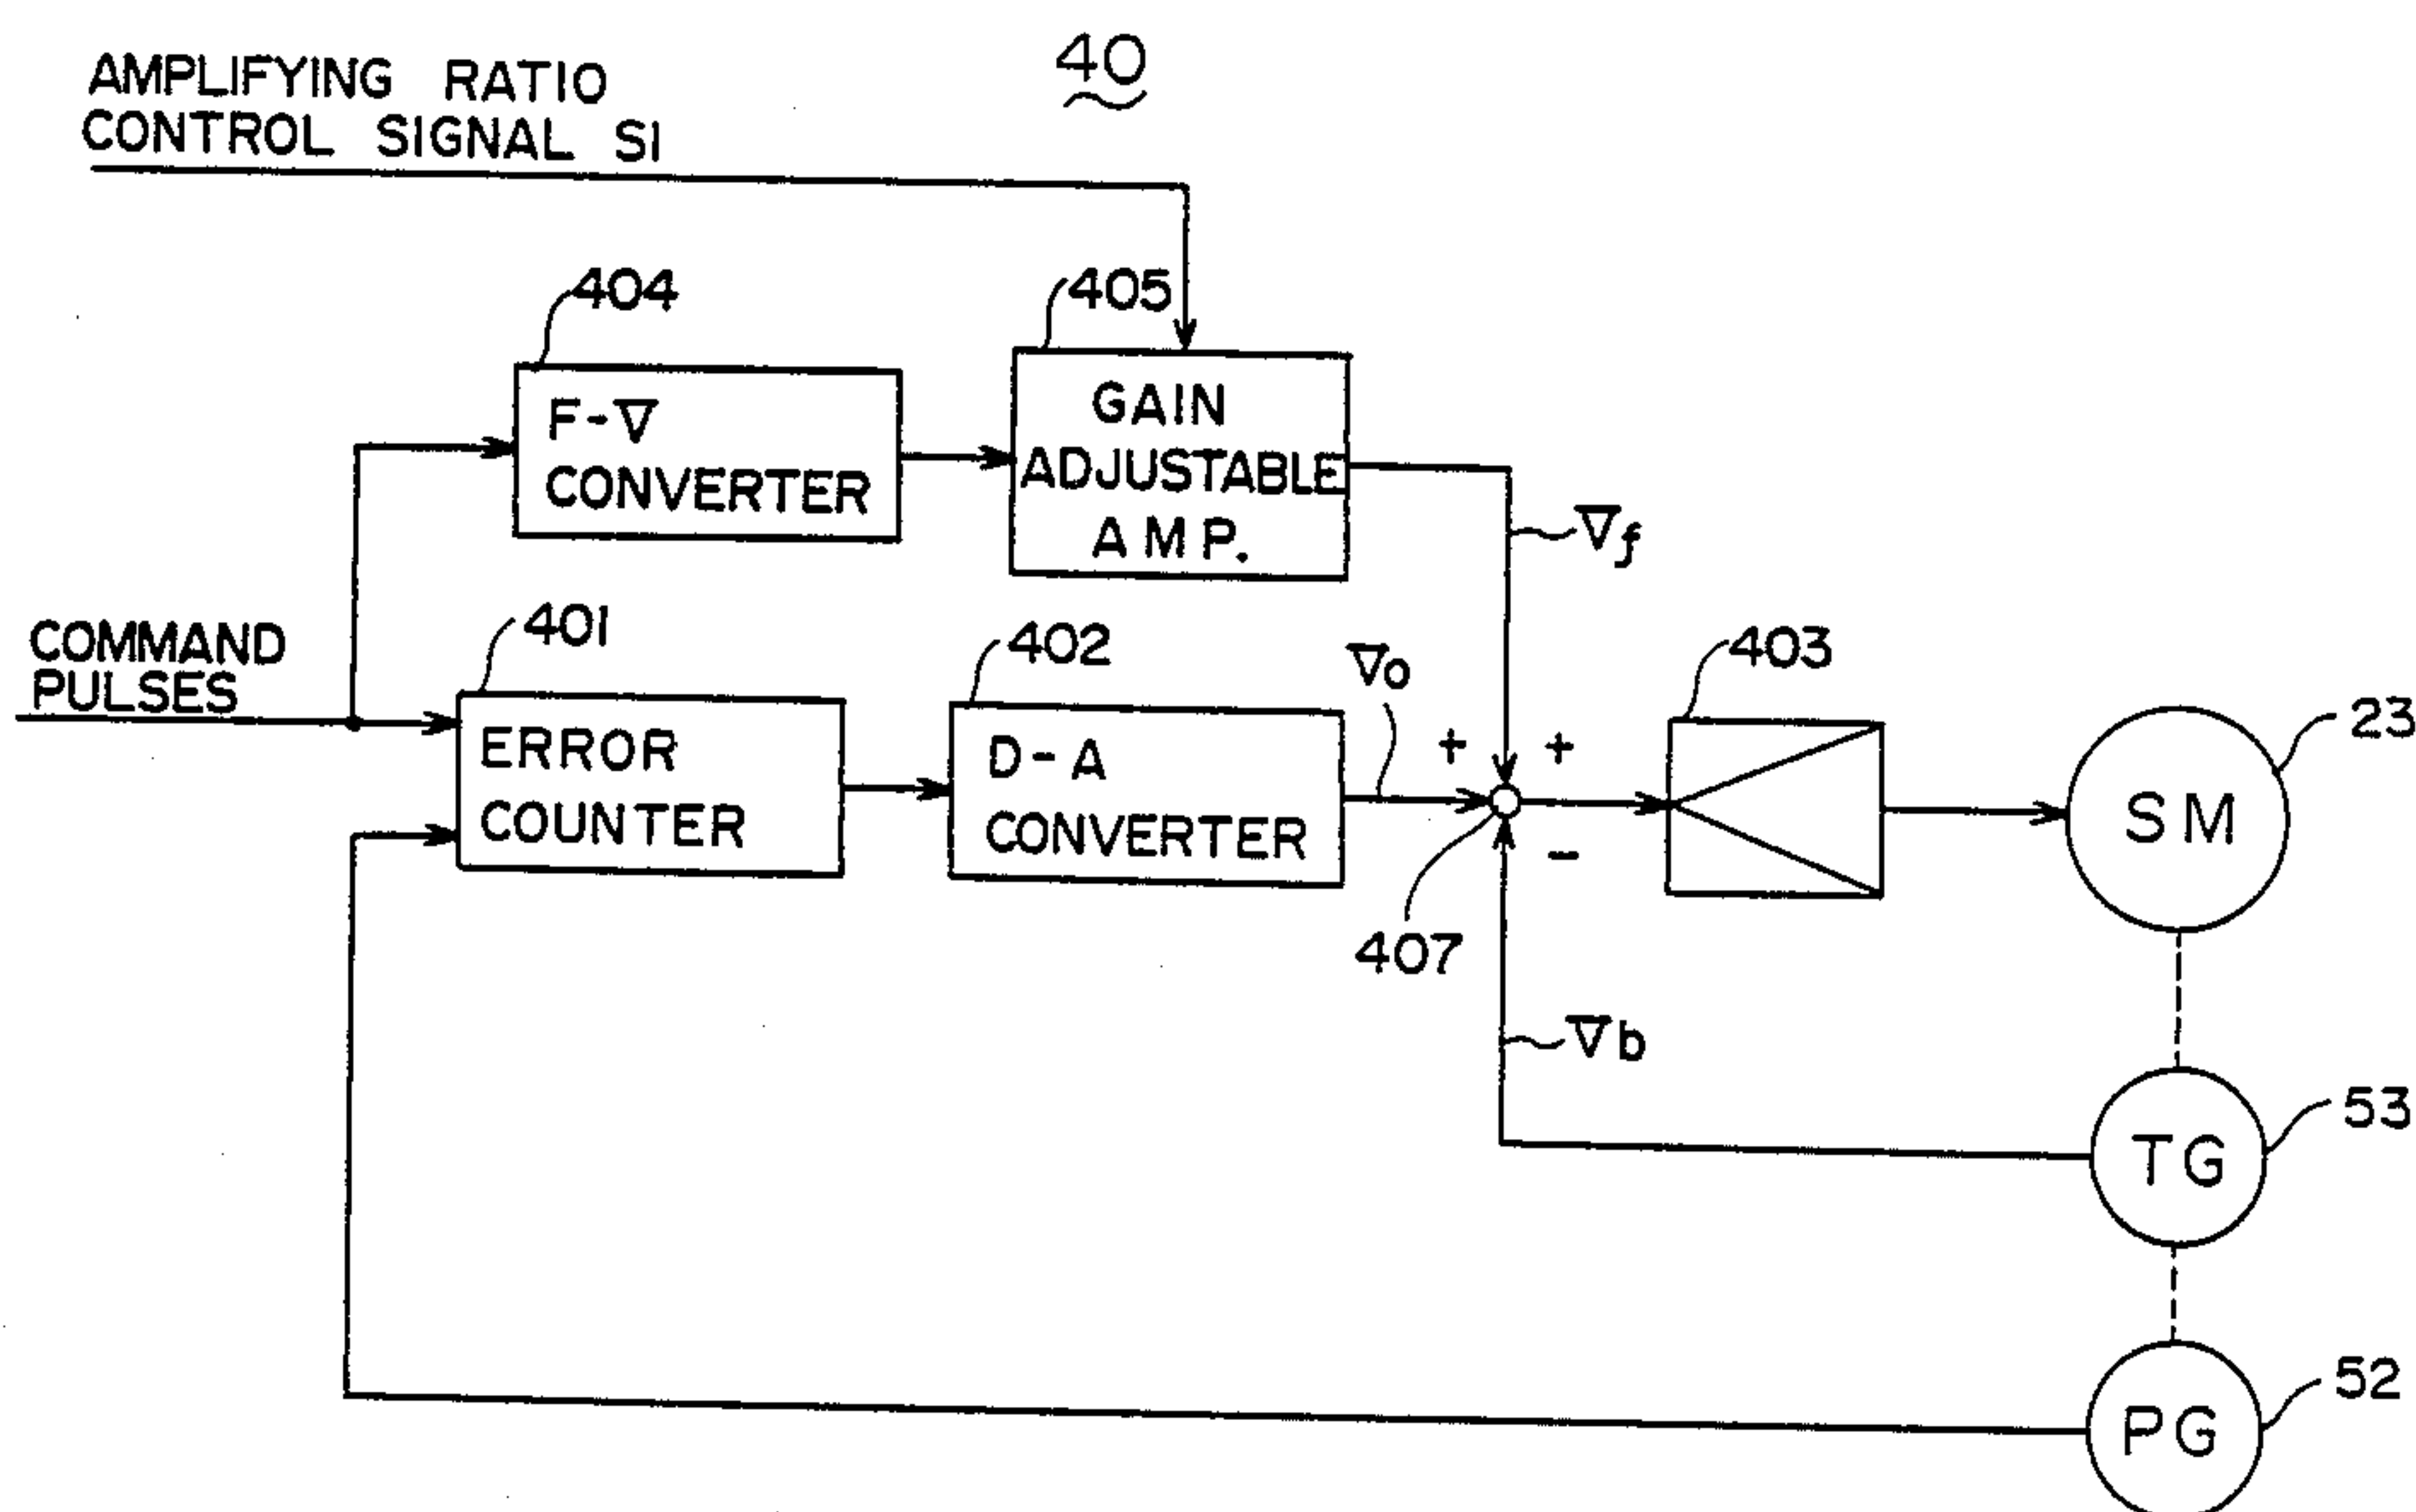 40
AMPLIFYING RATIO
CONTROL SIGNAL S1
404
405
F-V
CONVERTER
GAIN
ADJUSTABLE
AMP.
Vf
COMMAND
PULSES
401
402
Vo
403
23
ERROR
COUNTER
D-A
CONVERTER
+
+
-
SM
407
Vb
53
TG
52
PG